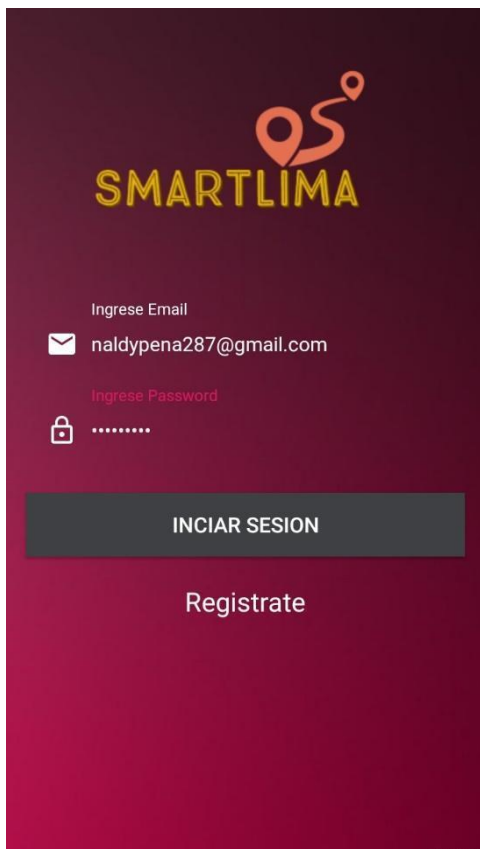 SMARTLIMA
Ingrese Email
naldypena287@gmail.com
Ingrese Password
•••••••••
INCIAR SESION
Registrate